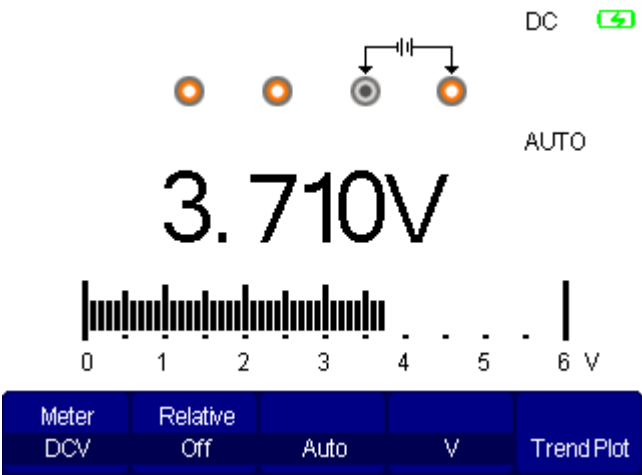 DC
AUTO
3.710V
0 1 2 3 4 5 6 V
Meter Relative
DCV Off Auto V Trend Plot